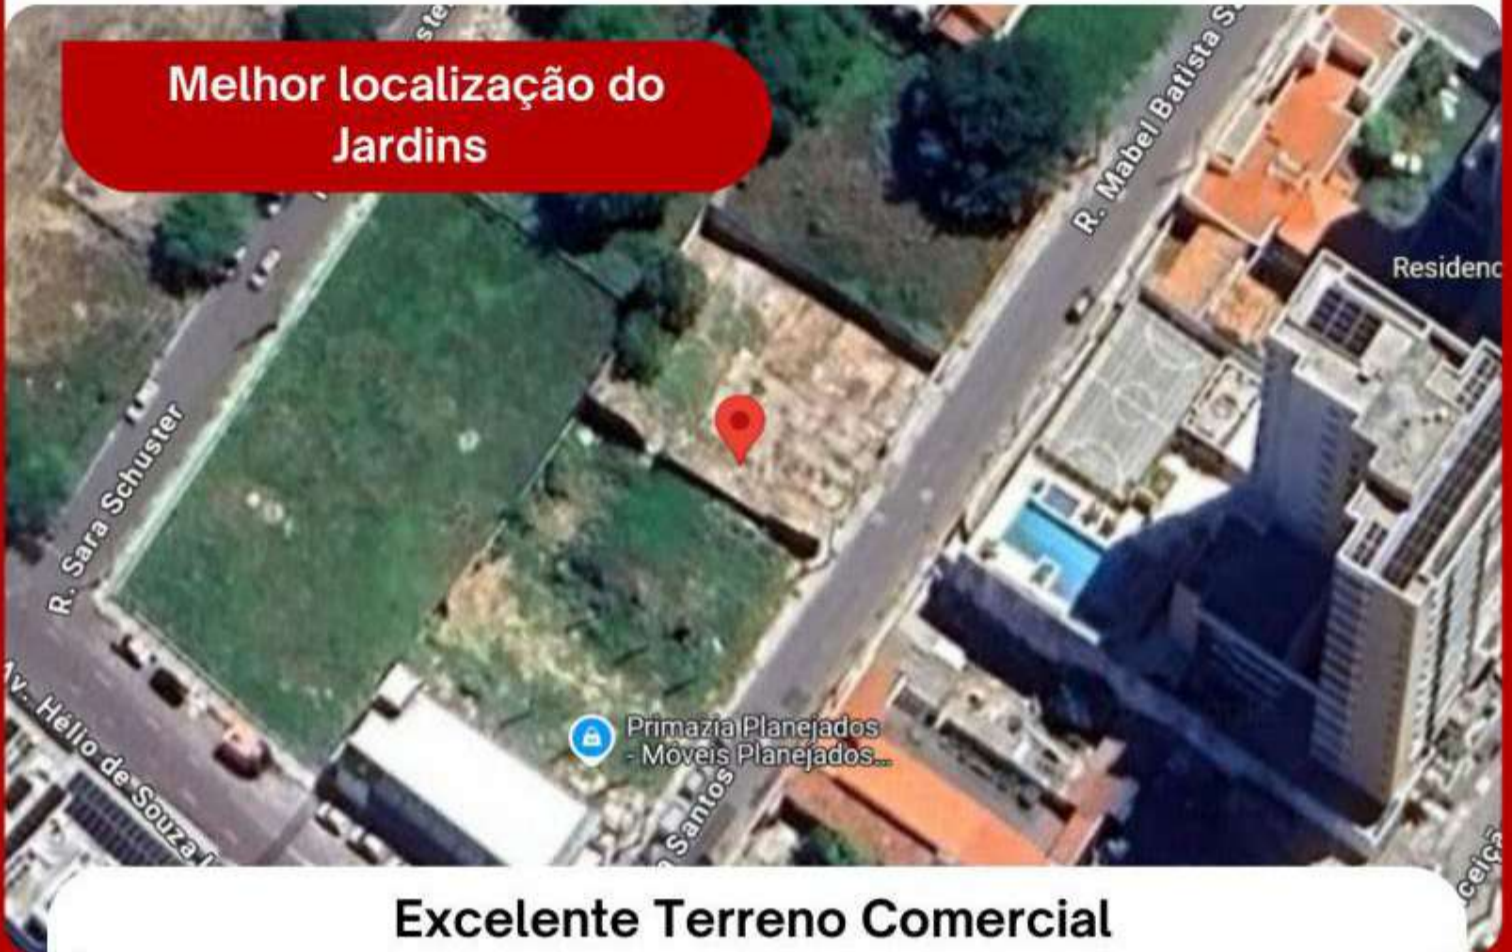 Melhor localização do
Jardins
R. Mabel Batista S
Residenc
R. Sara Schuster
Av. Hélio de Souza
Primazia Planejados
- Móveis Planejados...
Santos
Excelente Terreno Comercial